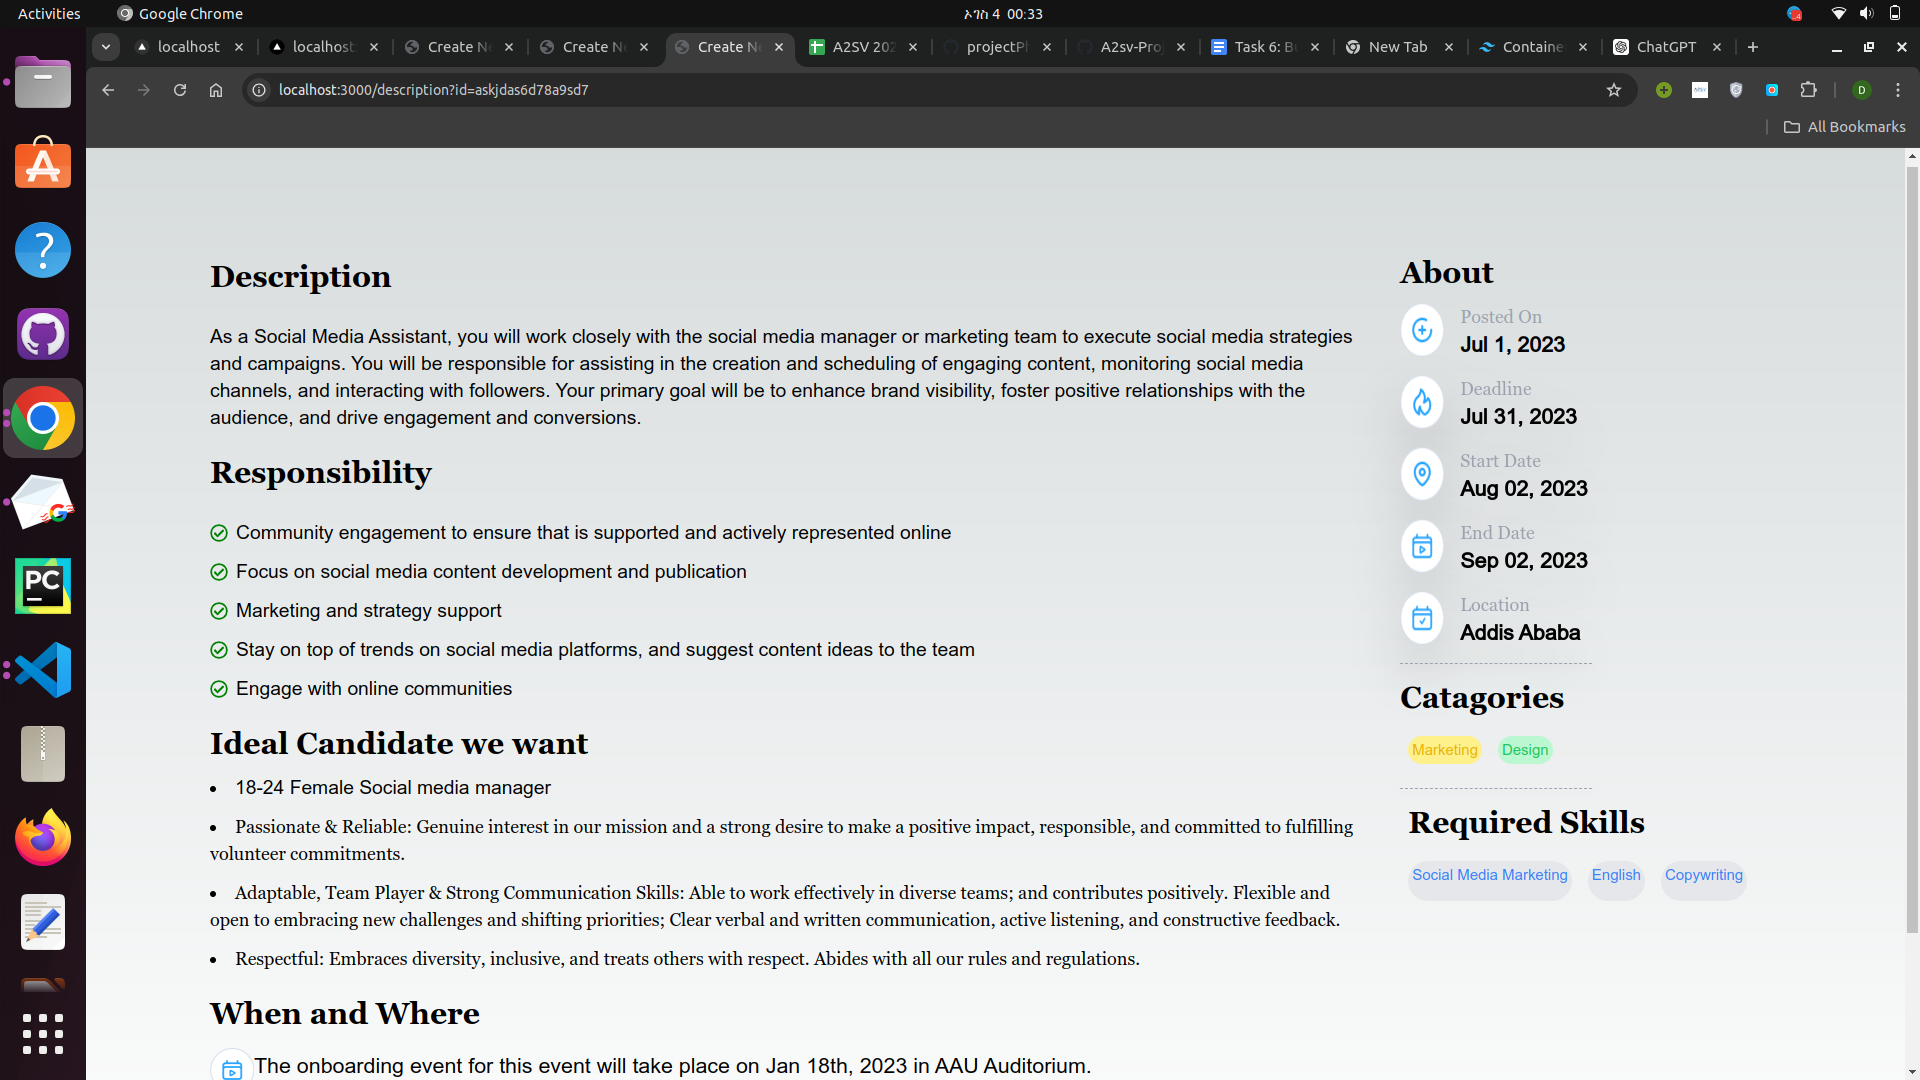 Activities
Google Chrome
ኦገስ 4 00:33
localhost
localhost:
Create Ne
Create Ne
Create Ne
A2SV 202
projectPh
A2sv-Proj
Task 6: Bu
New Tab
Containe
ChatGPT
localhost:3000/description?id=askjdas6d78a9sd7
D
All Bookmarks
PC
Description
As a Social Media Assistant, you will work closely with the social media manager or marketing team to execute social media strategies
and campaigns. You will be responsible for assisting in the creation and scheduling of engaging content, monitoring social media
channels, and interacting with followers. Your primary goal will be to enhance brand visibility, foster positive relationships with the
audience, and drive engagement and conversions.
Responsibility
Community engagement to ensure that is supported and actively represented online
Focus on social media content development and publication
Marketing and strategy support
Stay on top of trends on social media platforms, and suggest content ideas to the team
Engage with online communities
Ideal Candidate we want
• 18-24 Female Social media manager
• Passionate & Reliable: Genuine interest in our mission and a strong desire to make a positive impact, responsible, and committed to fulfilling
volunteer commitments.
• Adaptable, Team Player & Strong Communication Skills: Able to work effectively in diverse teams; and contributes positively. Flexible and
open to embracing new challenges and shifting priorities; Clear verbal and written communication, active listening, and constructive feedback.
• Respectful: Embraces diversity, inclusive, and treats others with respect. Abides with all our rules and regulations.
When and Where
The onboarding event for this event will take place on Jan 18th, 2023 in AAU Auditorium.
About
Posted On
Jul 1, 2023
Deadline
Jul 31, 2023
Start Date
Aug 02, 2023
End Date
Sep 02, 2023
Location
Addis Ababa
Catagories
Marketing
Design
Required Skills
Social Media Marketing
English
Copywriting